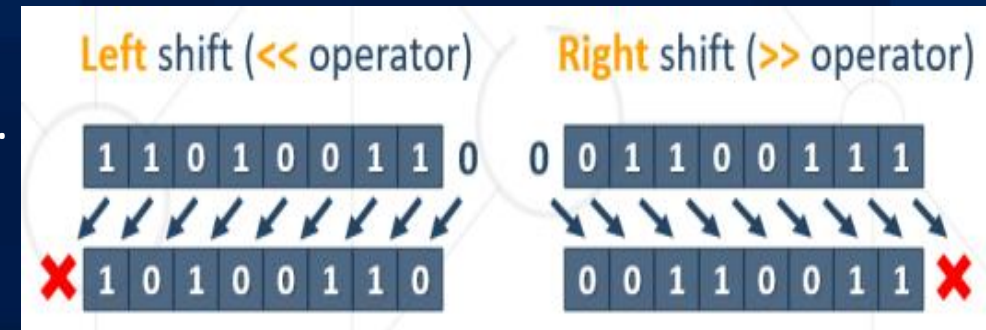 Left shift (<< operator)
1 1 0 1 0 0 1 1 0
1 0 1 0 0 1 1 0
Right shift (>> operator)
0 0 1 1 0 0 1 1 1
0 0 1 1 0 0 1 1